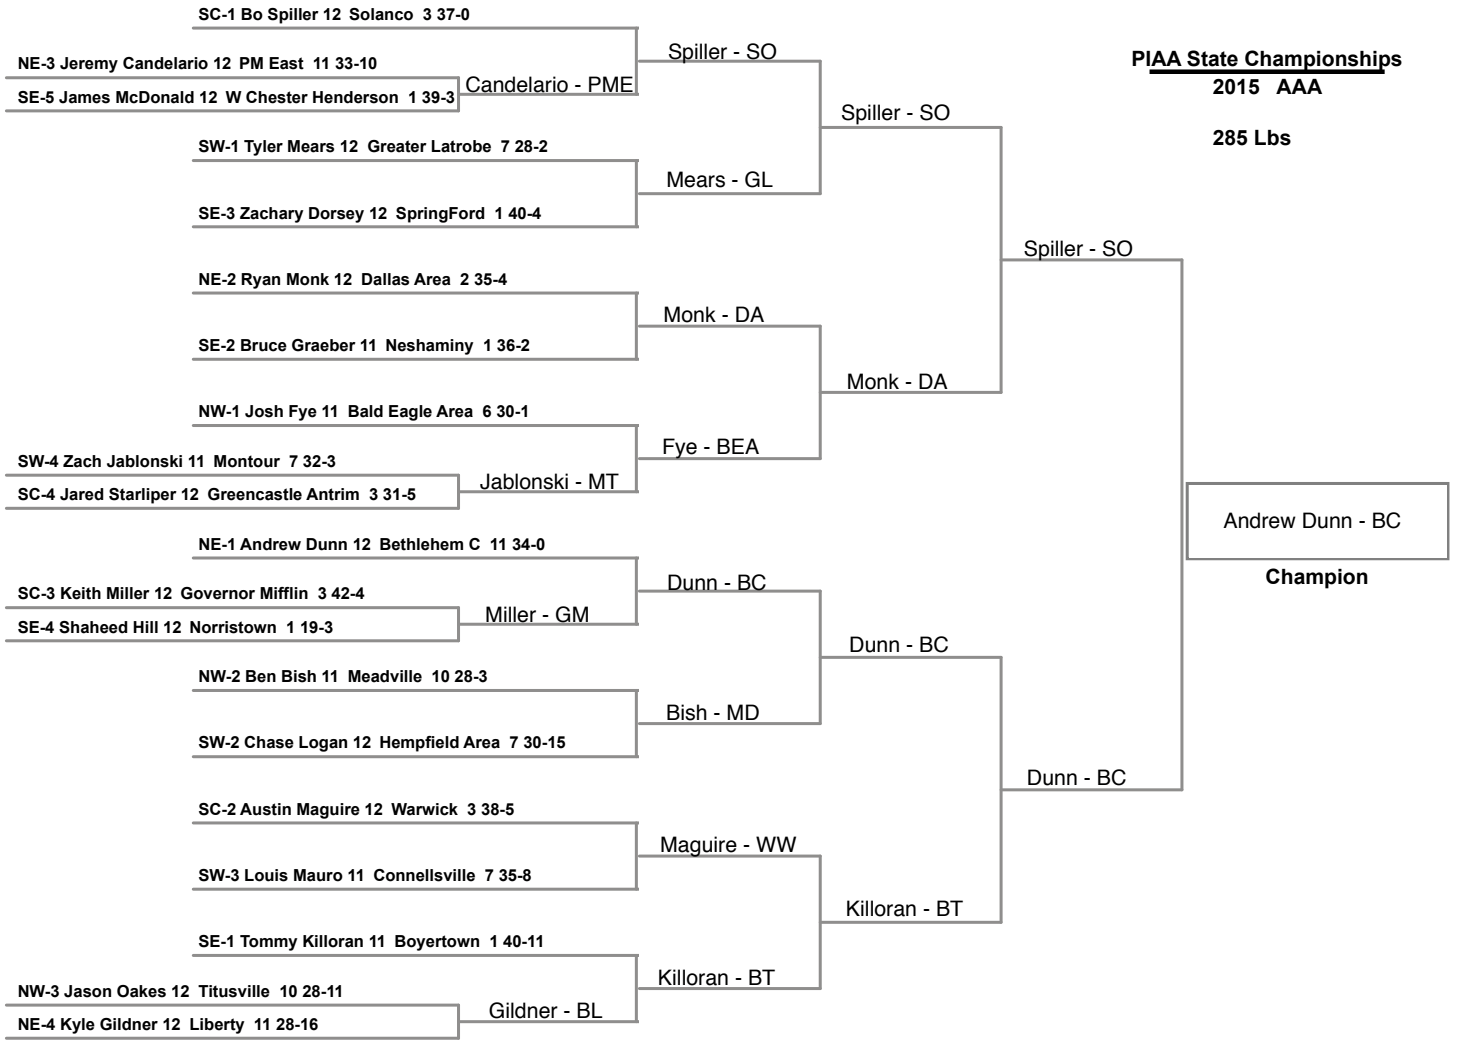 SC-1 Bo Spiller 12 Solanco 3 37-0
Spiller - SO
PIAA State Championships
NE-3 Jeremy Candelario 12 PM East 11 33-10
Candelario - PME
2015 AAA
SE-5 James McDonald 12 W Chester Henderson 1 39-3
Spiller - SO
285 Lbs
SW-1 Tyler Mears 12 Greater Latrobe 7 28-2
Mears - GL
SE-3 Zachary Dorsey 12 SpringFord 1 40-4
Spiller - SO
NE-2 Ryan Monk 12 Dallas Area 2 35-4
Monk - DA
SE-2 Bruce Graeber 11 Neshaminy 1 36-2
Monk - DA
NW-1 Josh Fye 11 Bald Eagle Area 6 30-1
Fye - BEA
SW-4 Zach Jablonski 11 Montour 7 32-3
Jablonski - MT
SC-4 Jared Starliper 12 Greencastle Antrim 3 31-5
Andrew Dunn - BC
NE-1 Andrew Dunn 12 Bethlehem C 11 34-0
Champion
Dunn - BC
SC-3 Keith Miller 12 Governor Mifflin 3 42-4
Miller - GM
SE-4 Shaheed Hill 12 Norristown 1 19-3
Dunn - BC
NW-2 Ben Bish 11 Meadville 10 28-3
Bish - MD
SW-2 Chase Logan 12 Hempfield Area 7 30-15
Dunn - BC
SC-2 Austin Maguire 12 Warwick 3 38-5
Maguire - WW
SW-3 Louis Mauro 11 Connellsville 7 35-8
Killoran - BT
SE-1 Tommy Killoran 11 Boyertown 1 40-11
Killoran - BT
NW-3 Jason Oakes 12 Titusville 10 28-11
Gildner - BL
NE-4 Kyle Gildner 12 Liberty 11 28-16